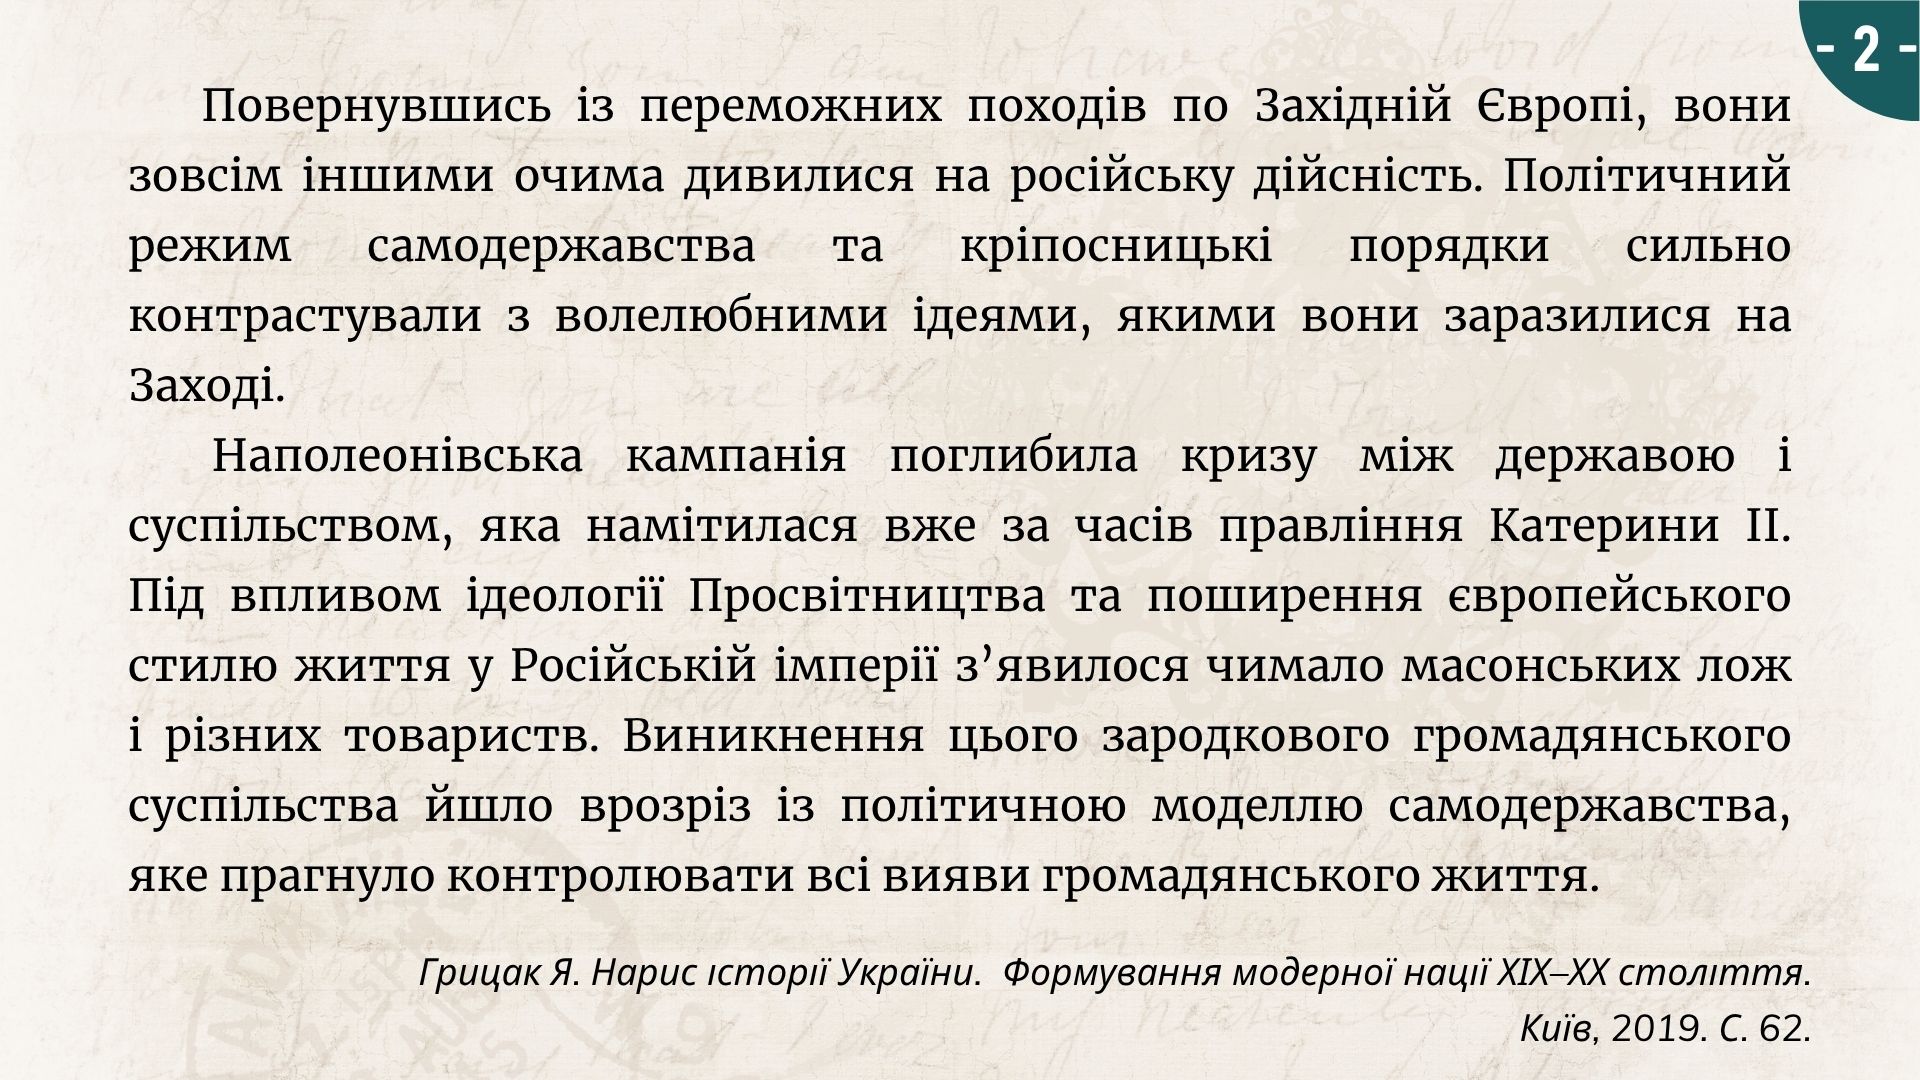 - 2 -
Повернувшись із переможних походів по Західній Європі, вони
зовсім іншими очима дивилися на російську дійсність. Політичний
режим самодержавства та кріпосницькі порядки сильно
контрастували з волелюбними ідеями, якими вони заразилися на
Заході.
Наполеонівська кампанія поглибила кризу між державою і
суспільством, яка намітилася вже за часів правління Катерини ІІ.
Під впливом ідеології Просвітництва та поширення європейського
стилю життя у Російській імперії з’явилося чимало масонських лож
і різних товариств. Виникнення цього зародкового громадянського
суспільства йшло врозріз із політичною моделлю самодержавства,
яке прагнуло контролювати всі вияви громадянського життя.
Грицак Я. Нарис історії України. Формування модерної нації ХІХ–ХХ століття.
Київ, 2019. С. 62.